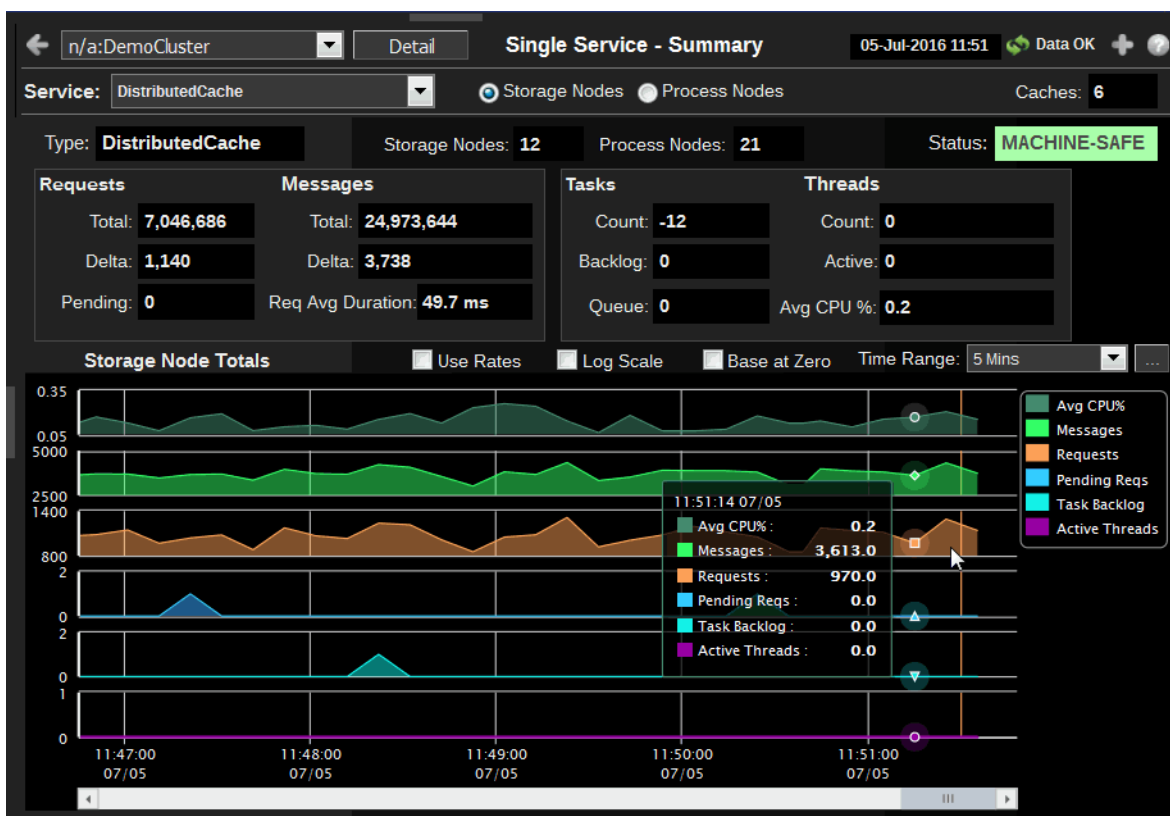 n/a:DemoCluster Detail Single Service - Summary 05-Jul-2016 11:51 Data OK ?
Service: DistributedCache Storage Nodes Process Nodes Caches: 6
Type: DistributedCache Storage Nodes: 12 Process Nodes: 21 Status: MACHINE-SAFE
Requests Messages Tasks Threads
Total: 7,046,686 Total: 24,973,644 Count: -12 Count: 0
Delta: 1,140 Delta: 3,738 Backlog: 0 Active: 0
Pending: 0 Req Avg Duration: 49.7 ms Queue: 0 Avg CPU %: 0.2
Storage Node Totals Use Rates Log Scale Base at Zero Time Range: 5 Mins ...
0.35
0.05
5000
2500
1400
800
2
0
2
0
1
0
11:51:14 07/05
Avg CPU% : 0.2
Messages : 3,613.0
Requests : 970.0
Pending Reqs : 0.0
Task Backlog : 0.0
Active Threads : 0.0
Avg CPU%
Messages
Requests
Pending Reqs
Task Backlog
Active Threads
11:47:00 11:48:00 11:49:00 11:50:00 11:51:00
07/05 07/05 07/05 07/05 07/05